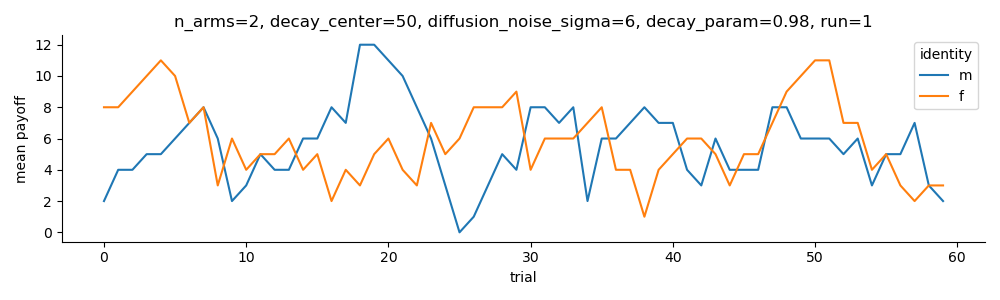 n_arms=2, decay_center=50, diffusion_noise_sigma=6, decay_param=0.98, run=1
identity
m
f
mean payoff
12
10
8
6
4
2
0
0 10 20 30 40 50 60
trial